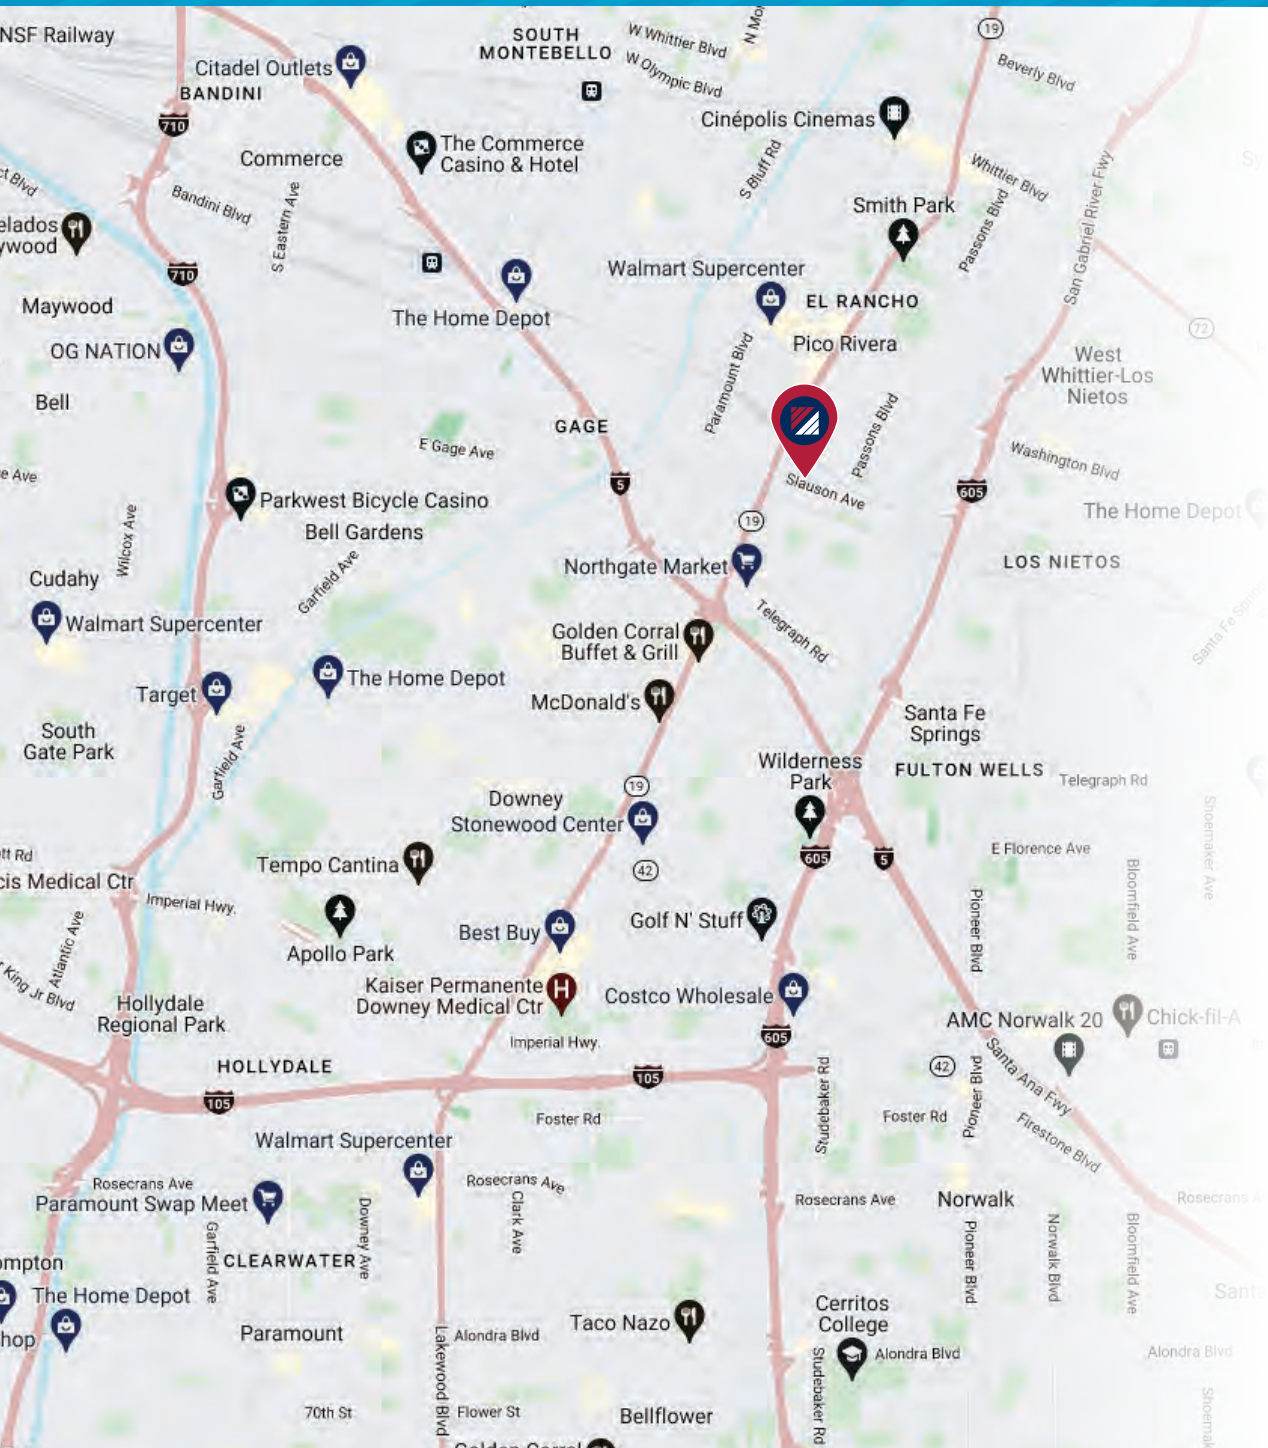 NSF Railway
SOUTH
MONTEBELLO
W Whittier Blvd
W Olympic Blvd
19
Beverly Blvd
Citadel Outlets
BANDINI
710
The Commerce
Casino & Hotel
Commerce
Cinépolis Cinemas
S Bluff Rd
Whittier Blvd
San Gabriel River Fwy
Bandini Blvd
S Eastern Ave
Smith Park
Passons Blvd
elados
ywood
710
Walmart Supercenter
EL RANCHO
Maywood
The Home Depot
72
OG NATION
Pico Rivera
Paramount Blvd
West
Whittier-Los
Nietos
Bell
GAGE
Passons Blvd
E Gage Ave
Washington Blvd
e Ave
5
Slauson Ave
605
Parkwest Bicycle Casino
The Home Depot
19
Bell Gardens
Wilcox Ave
LOS NIETOS
Northgate Market
Garfield Ave
Cudahy
Walmart Supercenter
Telegraph Rd
Golden Corral
Buffet & Grill
The Home Depot
Target
McDonald's
South
Gate Park
Garfield Ave
Santa Fe
Springs
Wilderness
Park
FULTON WELLS
Telegraph Rd
19
Downey
Stonewood Center
Shoemaker Ave
tt Rd
605
5
E Florence Ave
Tempo Cantina
42
cis Medical Ctr
Imperial Hwy.
Bloomfield Ave
Golf N' Stuff
Pioneer Blvd
Best Buy
Atlantic Ave
Apollo Park
Kaiser Permanente
Downey Medical Ctr
H
Costco Wholesale
King Jr Blvd
Hollydale
Regional Park
AMC Norwalk 20
Chick-fil-A
Imperial Hwy.
605
HOLLYDALE
105
105
42
Santa Ana Fwy
Studebaker Rd
Pioneer Blvd
Foster Rd
Foster Rd
Firestone Blvd
Walmart Supercenter
Rosecrans Ave
Rosecrans Ave
Rosecrans Ave
Norwalk
Rosecrans A
Paramount Swap Meet
Clark Ave
Garfield Ave
Downey Ave
Pioneer Blvd
Norwalk Blvd
Bloomfield Ave
CLEARWATER
ompton
The Home Depot
Cerritos
College
Taco Nazo
hop
Paramount
Lakewood Blvd
Alondra Blvd
Alondra Blvd
Alondra Blvd
Studebaker Rd
70th St
Flower St
Bellflower